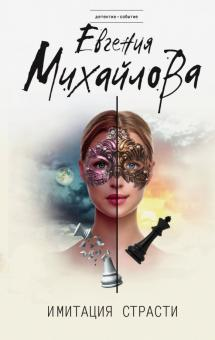 детектив-событие
Евгения
Михайлова
ИМИТАЦИЯ СТРАСТИ